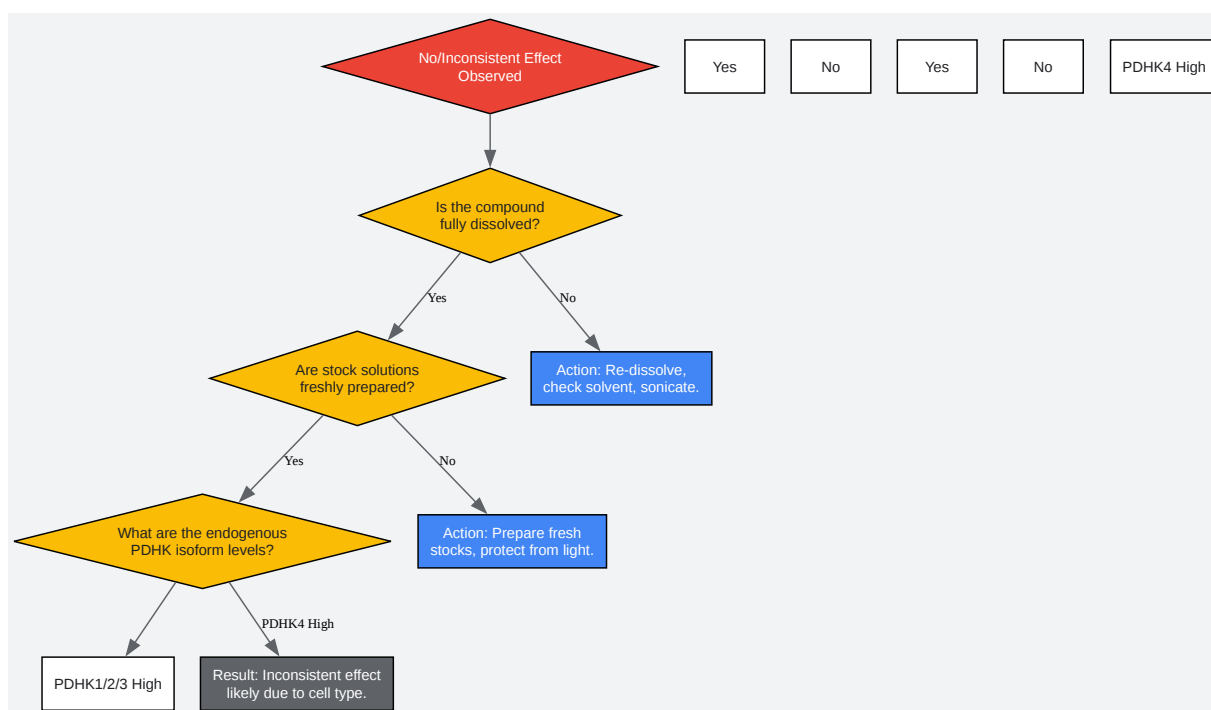 No/Inconsistent Effect
Observed
Yes
No
Yes
No
PDHK4 High
Is the compound
fully dissolved?
Yes
No
Are stock solutions
freshly prepared?
Action: Re-dissolve,
check solvent, sonicate.
Yes
No
What are the endogenous
PDHK isoform levels?
Action: Prepare fresh
stocks, protect from light.
PDHK4 High
PDHK1/2/3 High
Result: Inconsistent effect
likely due to cell type.